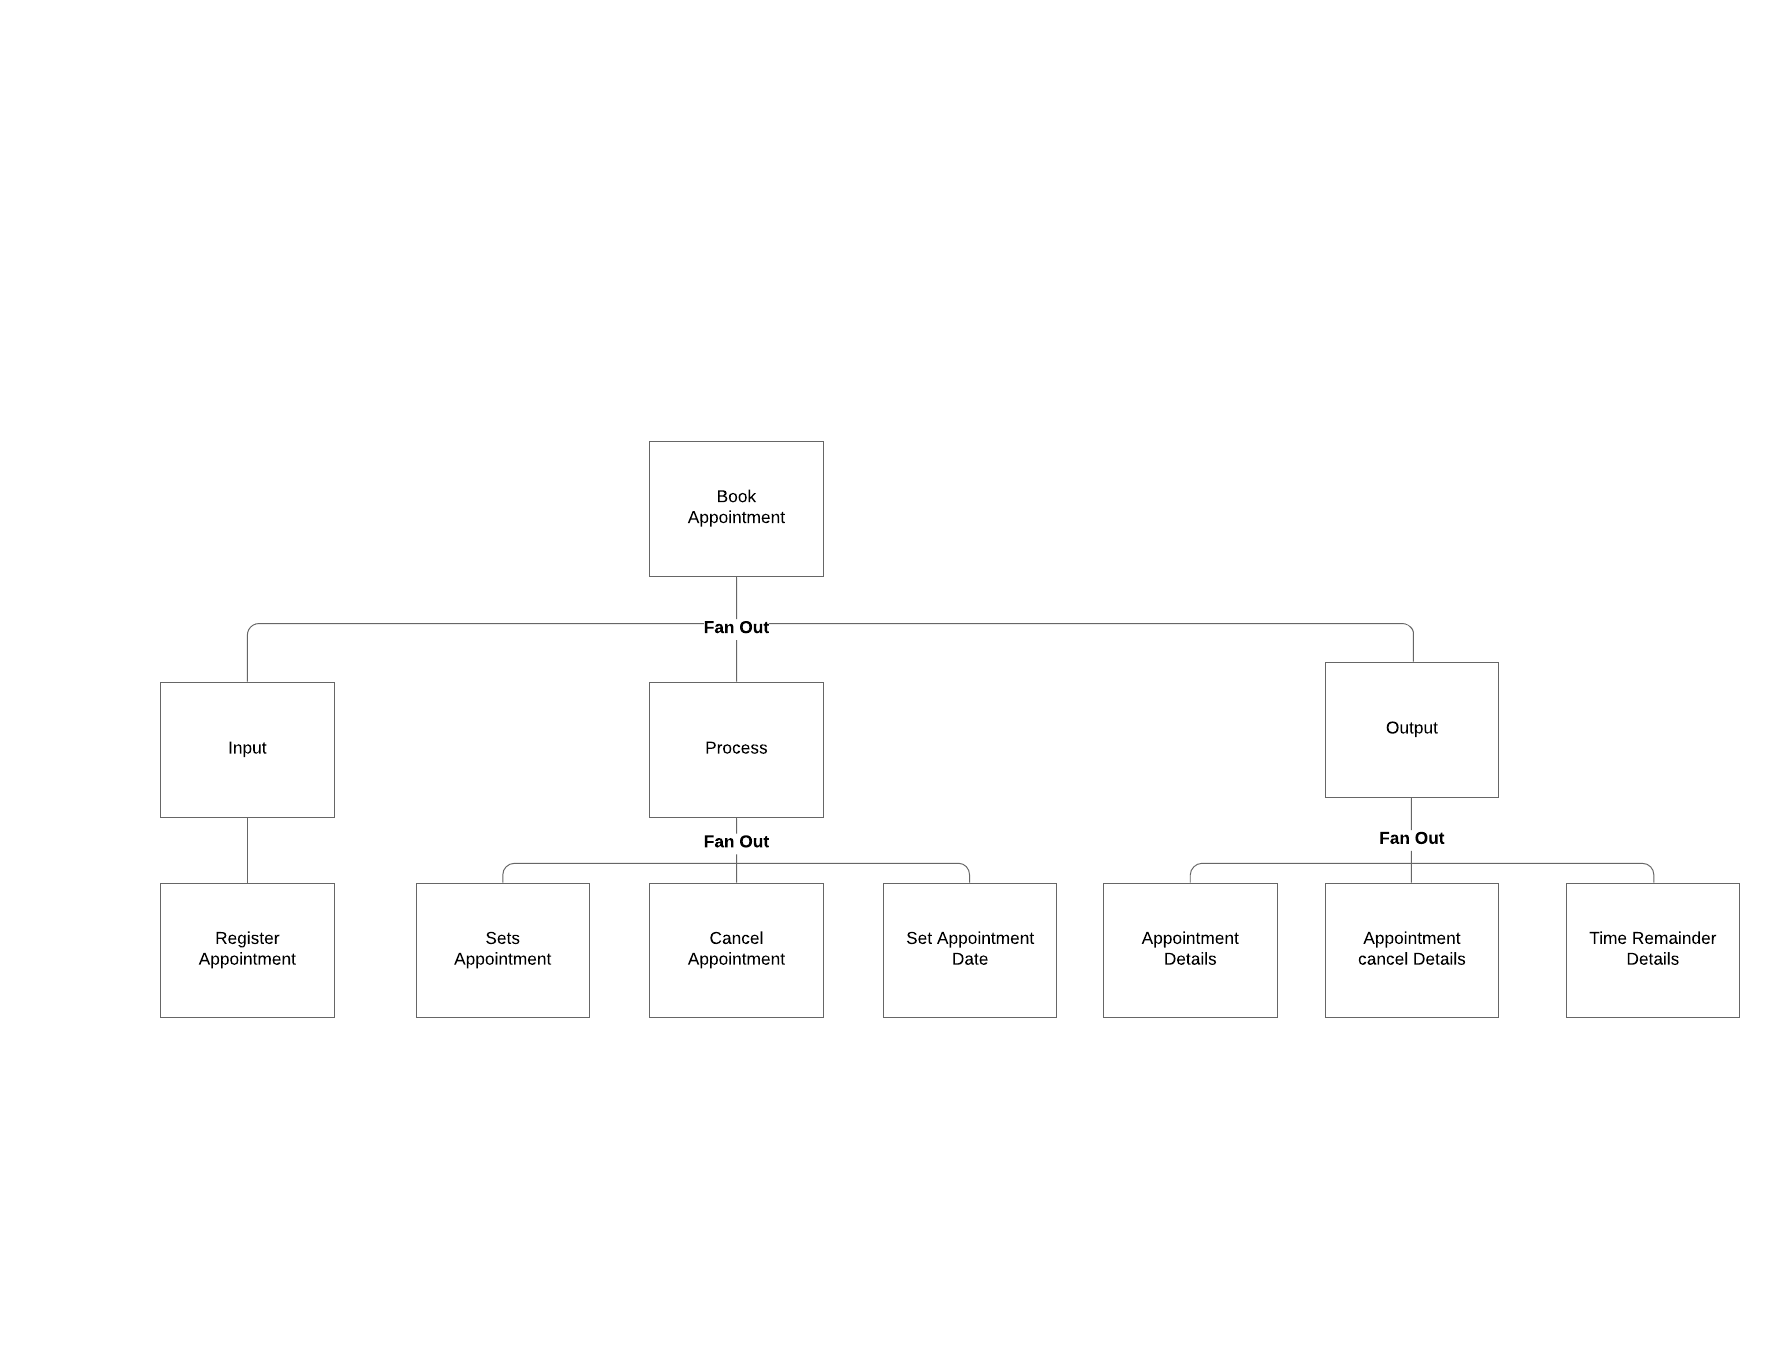 Book
Appointment
Fan Out
Input
Process
Output
Fan Out
Fan Out
Register
Appointment
Sets
Appointment
Cancel
Appointment
Set Appointment
Date
Appointment
Details
Appointment
cancel Details
Time Remainder
Details